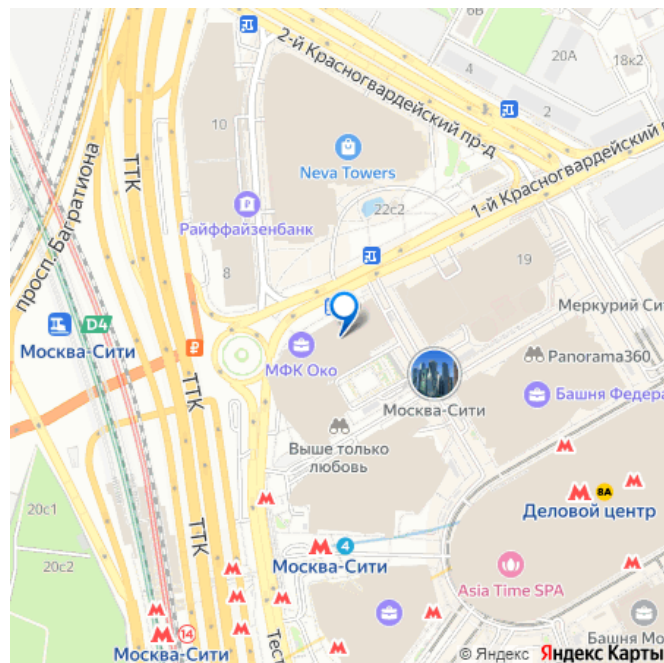 6В
2-й Красногвардейский пр-д
20А
18к2
4
2
10
Neva Towers
1-й Красногвардейский п
ТТК
просп. Багратиона
Райффайзенбанк
22с2
8
19
Меркурий Си
D4
Москва-Сити
₽
МФК Око
Panorama360
Башня Федера
Москва-Сити
ТТК
Выше только
любовь
20с1
ТТК
8А
Деловой центр
4
Москва-Сити
20с2
Asia Time SPA
14
Москва-Сити
Тест
Башня Мо
© Яндекс Яндекс Карты